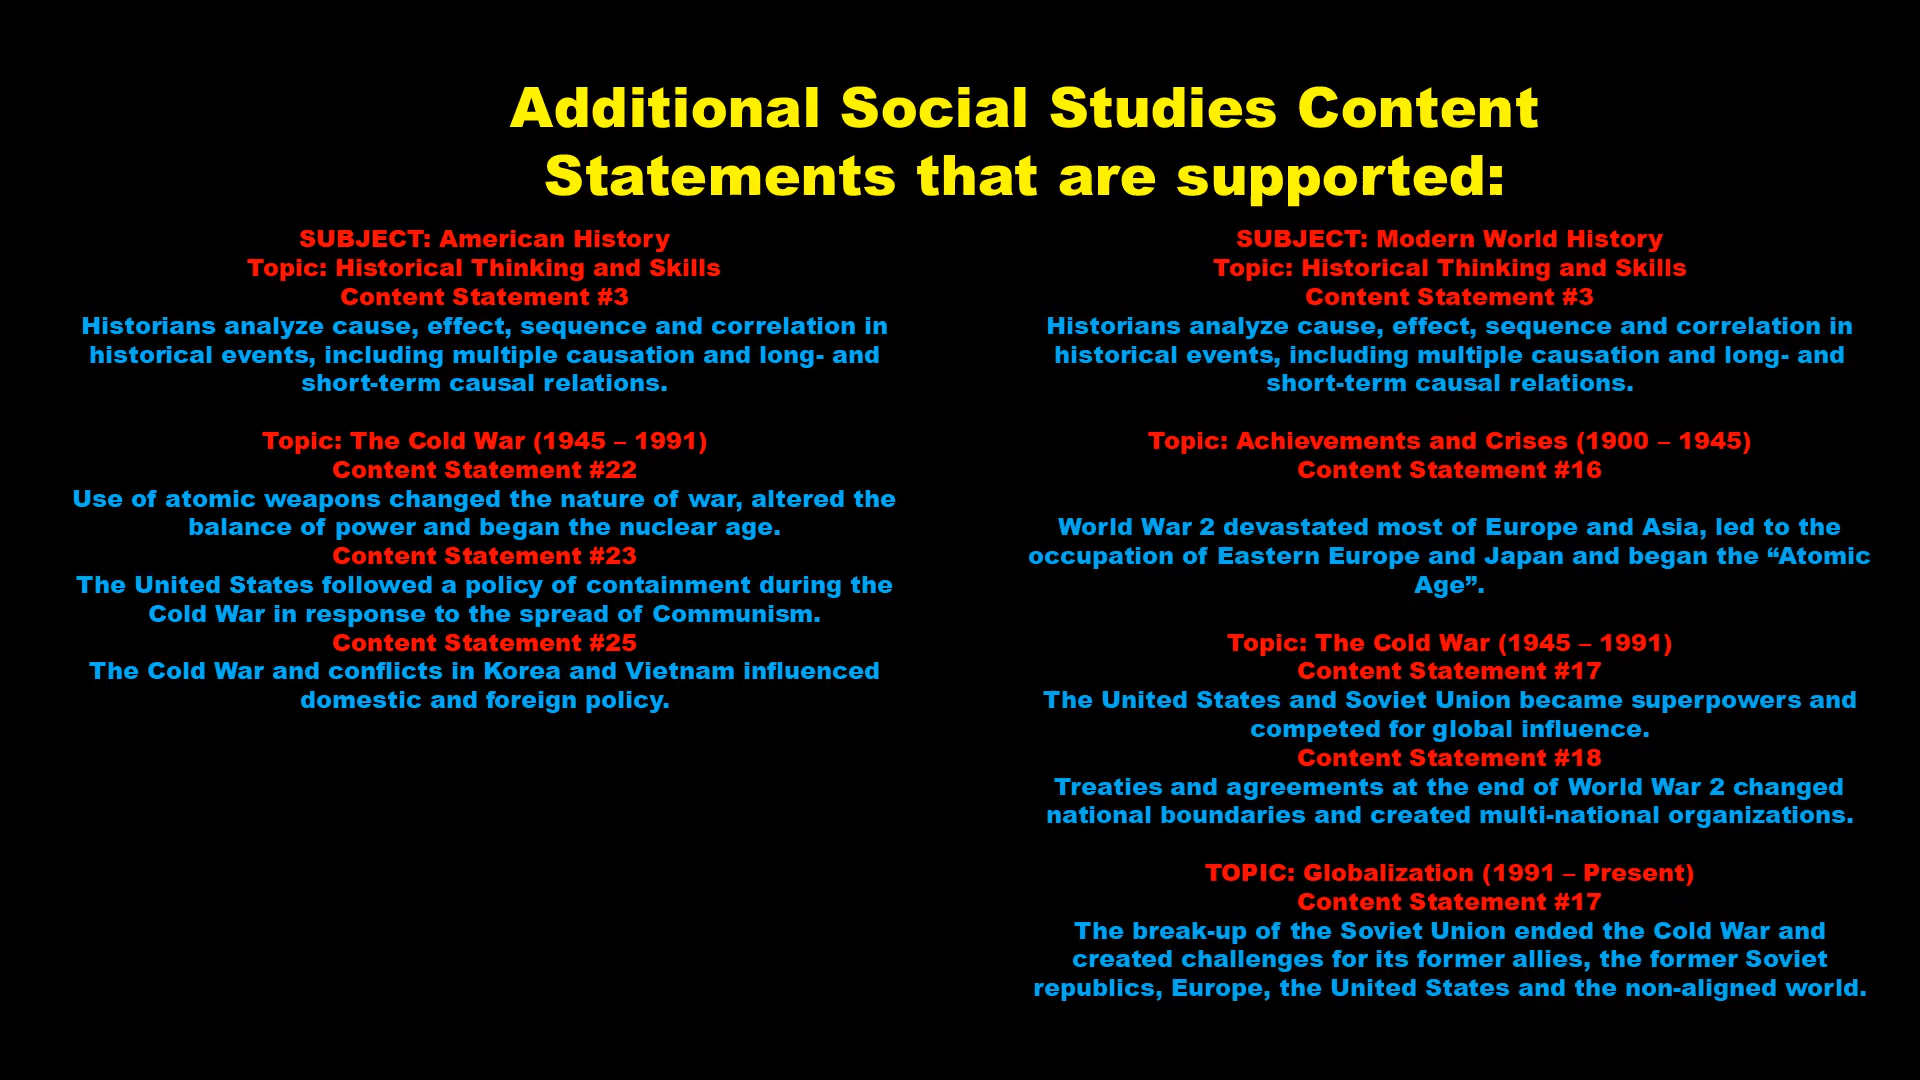 Additional Social Studies Content
Statements that are supported:
SUBJECT: American History
Topic: Historical Thinking and Skills
Content Statement #3
Historians analyze cause, effect, sequence and correlation in
historical events, including multiple causation and long- and
short-term causal relations.
Topic: The Cold War (1945 – 1991)
Content Statement #22
Use of atomic weapons changed the nature of war, altered the
balance of power and began the nuclear age.
Content Statement #23
The United States followed a policy of containment during the
Cold War in response to the spread of Communism.
Content Statement #25
The Cold War and conflicts in Korea and Vietnam influenced
domestic and foreign policy.
SUBJECT: Modern World History
Topic: Historical Thinking and Skills
Content Statement #3
Historians analyze cause, effect, sequence and correlation in
historical events, including multiple causation and long- and
short-term causal relations.
Topic: Achievements and Crises (1900 – 1945)
Content Statement #16
World War 2 devastated most of Europe and Asia, led to the
occupation of Eastern Europe and Japan and began the “Atomic
Age”.
Topic: The Cold War (1945 – 1991)
Content Statement #17
The United States and Soviet Union became superpowers and
competed for global influence.
Content Statement #18
Treaties and agreements at the end of World War 2 changed
national boundaries and created multi-national organizations.
TOPIC: Globalization (1991 – Present)
Content Statement #17
The break-up of the Soviet Union ended the Cold War and
created challenges for its former allies, the former Soviet
republics, Europe, the United States and the non-aligned world.